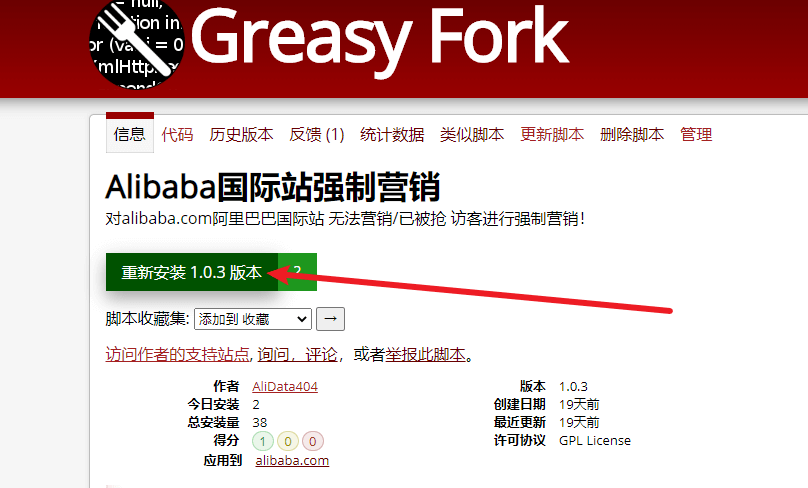 = null,
nction in
or (va i = 0
XmlHttp
Greasy Fork
信息 代码 历史版本 反馈 (1) 统计数据 类似脚本 更新脚本 删除脚本 管理
Alibaba国际站强制营销
对alibaba.com阿里巴巴国际站 无法营销/已被抢 访客进行强制营销！
重新安装 1.0.3 版本 ?
脚本收藏集: 添加到 收藏 →
访问作者的支持站点, 询问，评论，或者举报此脚本。
作者 AliData404 版本 1.0.3
今日安装 2 创建日期 19天前
总安装量 38 最近更新 19天前
得分 1 0 0 许可协议 GPL License
应用到 alibaba.com